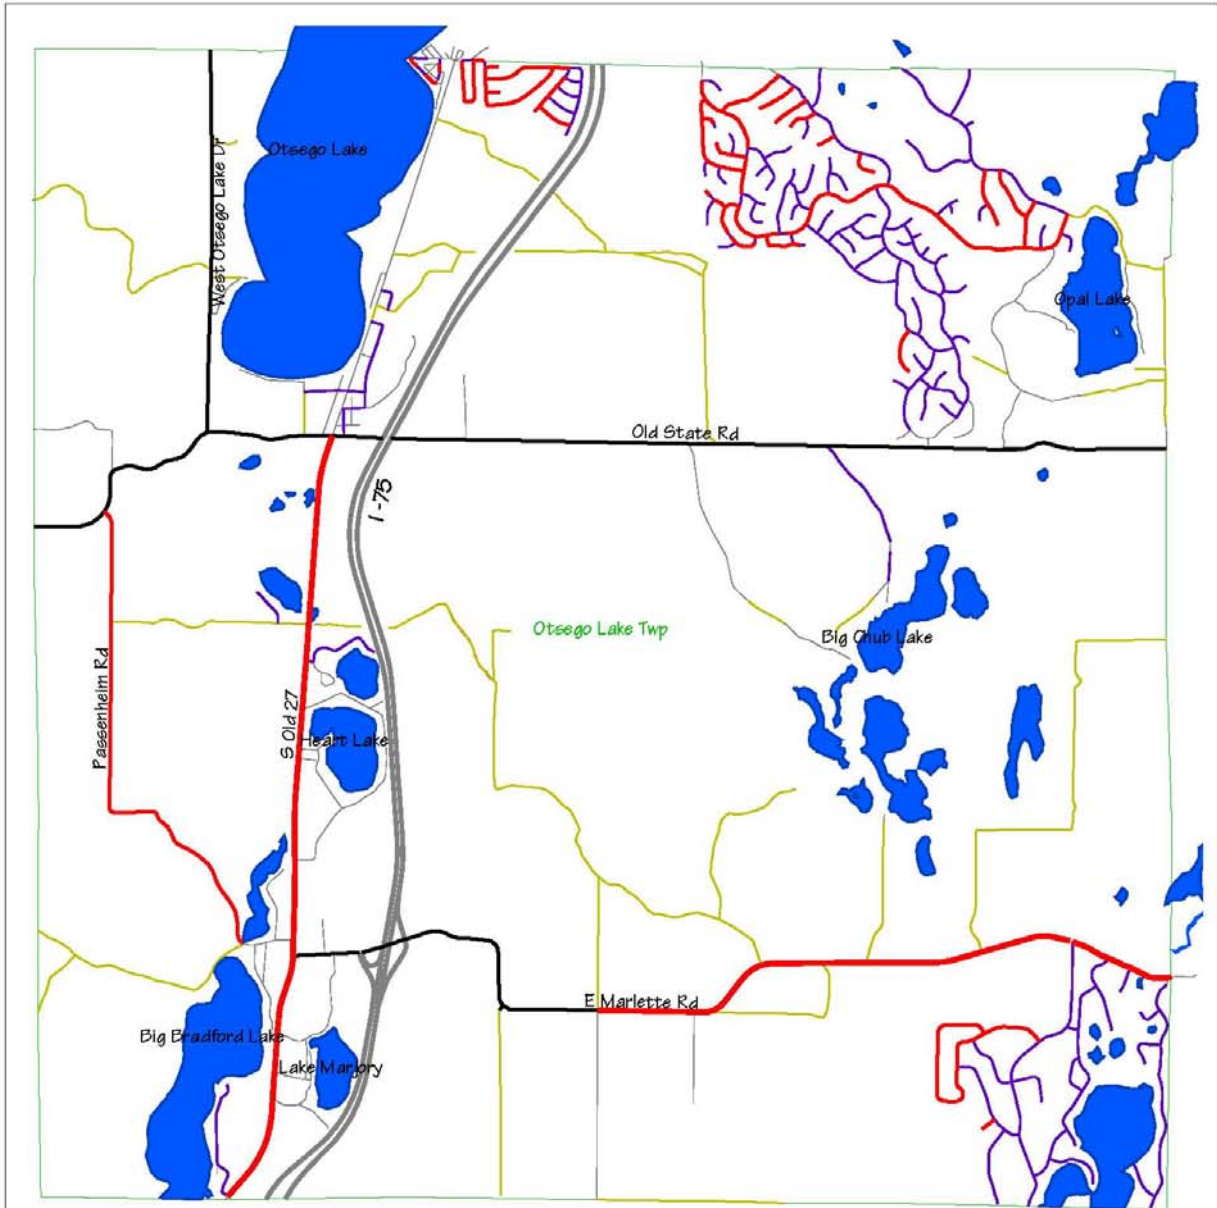 Otsego Lake
West Otsego Lake Dr
Opal Lake
Old State Rd
I-75
Otsego Lake Twp
Big Chub Lake
Passenheim Rd
S Old 27
Heart Lake
E Marlette Rd
Big Bradford Lake
Lake Marjory